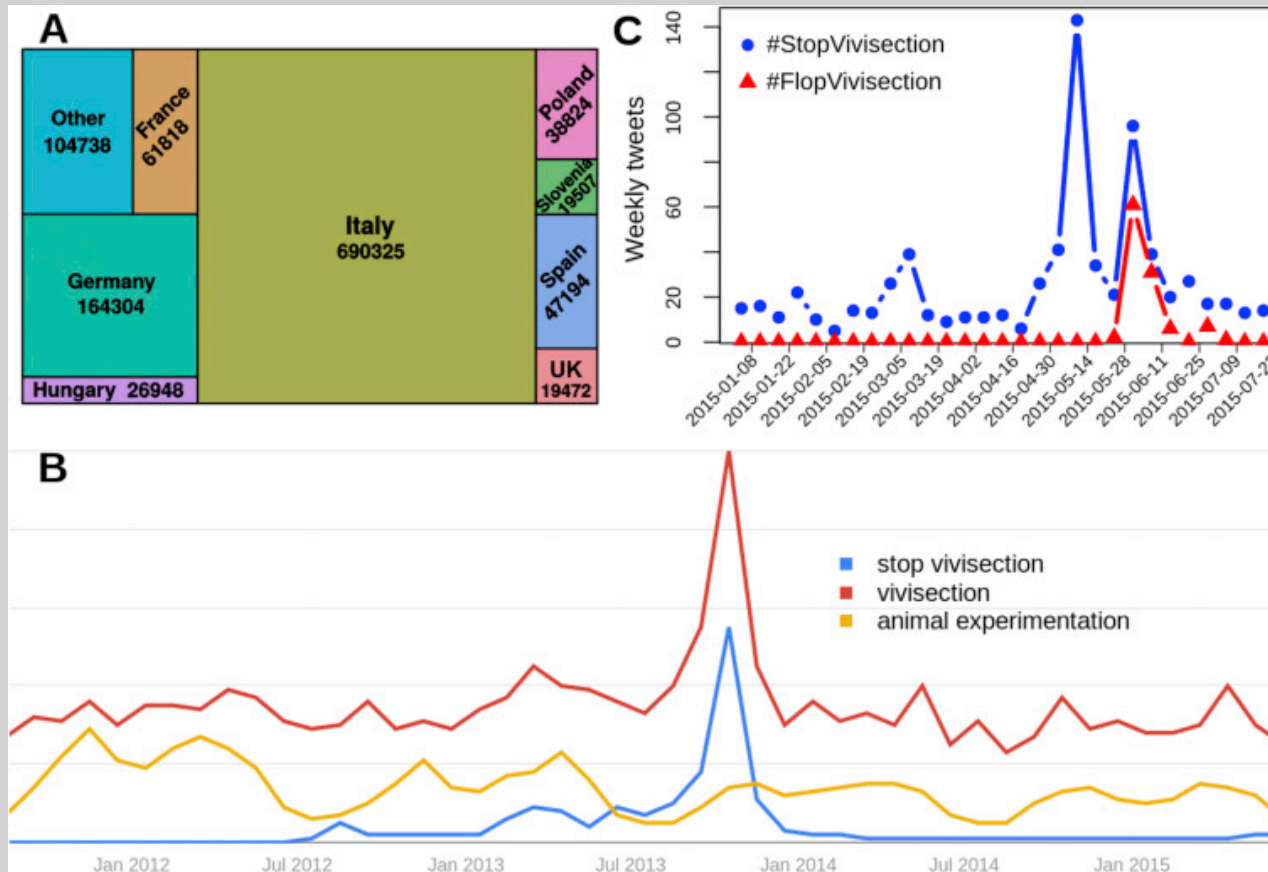 A
Other
104738
France
61818
Italy
690325
Poland
38824
Slovenia
19507
Germany
164304
Spain
47194
Hungary 26948
UK
19472
C
#StopVivisection
#FlopVivisection
Weekly tweets
140
100
60
20
0
2015-01-08
2015-01-22
2015-02-05
2015-02-19
2015-03-05
2015-03-19
2015-04-02
2015-04-16
2015-04-30
2015-05-14
2015-05-28
2015-06-11
2015-06-25
2015-07-09
2015-07-2
B
stop vivisection
vivisection
animal experimentation
Jan 2012
Jul 2012
Jan 2013
Jul 2013
Jan 2014
Jul 2014
Jan 2015